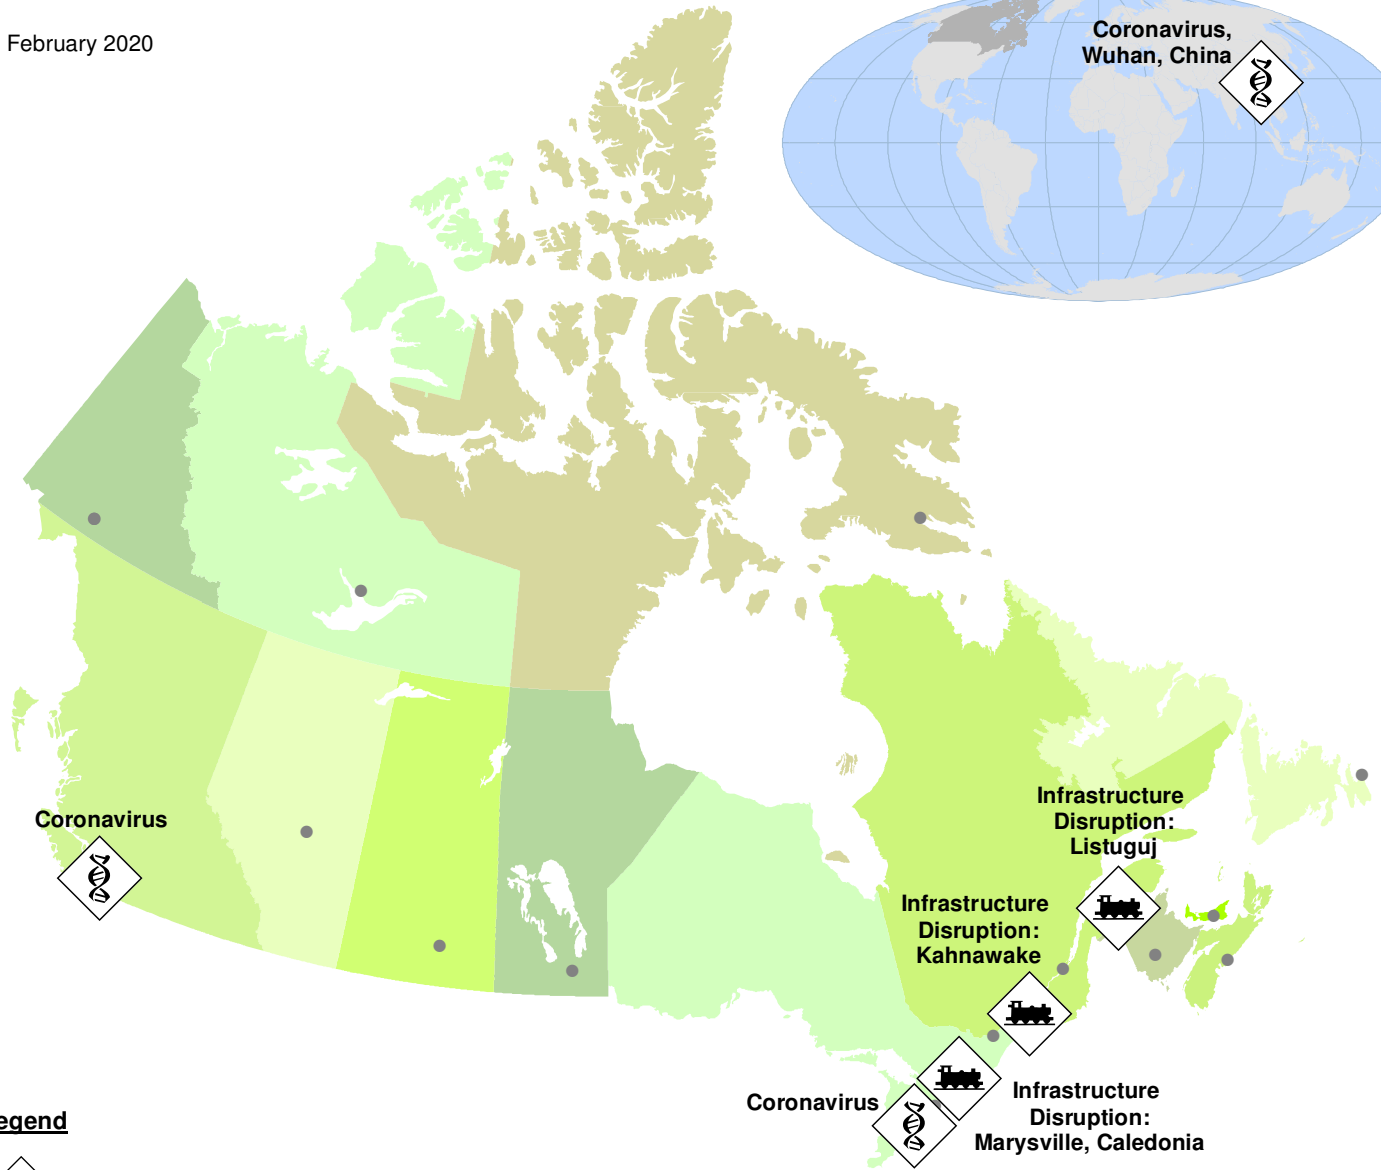 February 2020
Coronavirus,
Wuhan, China
Coronavirus
Infrastructure
Disruption:
Listuguj
Infrastructure
Disruption:
Kahnawake
Coronavirus
Infrastructure
Disruption:
Marysville, Caledonia
egend